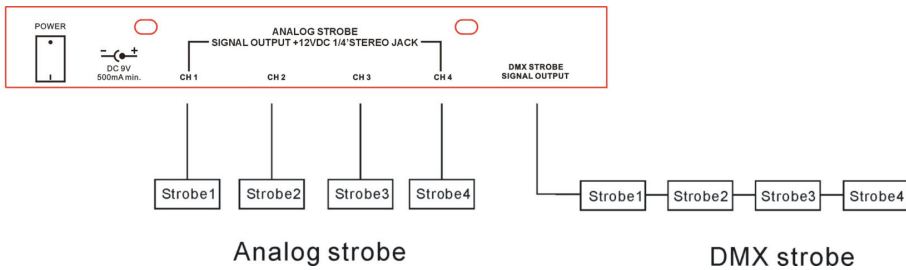 POWER
ANALOG STROBE
SIGNAL OUTPUT +12VDC 1/4'STEREO JACK
- +
DC 9V
500mA min.
CH 1
CH 2
CH 3
CH 4
DMX STROBE
SIGNAL OUTPUT
Strobe1
Strobe2
Strobe3
Strobe4
Strobe1
Strobe2
Strobe3
Strobe4
Analog strobe
DMX strobe